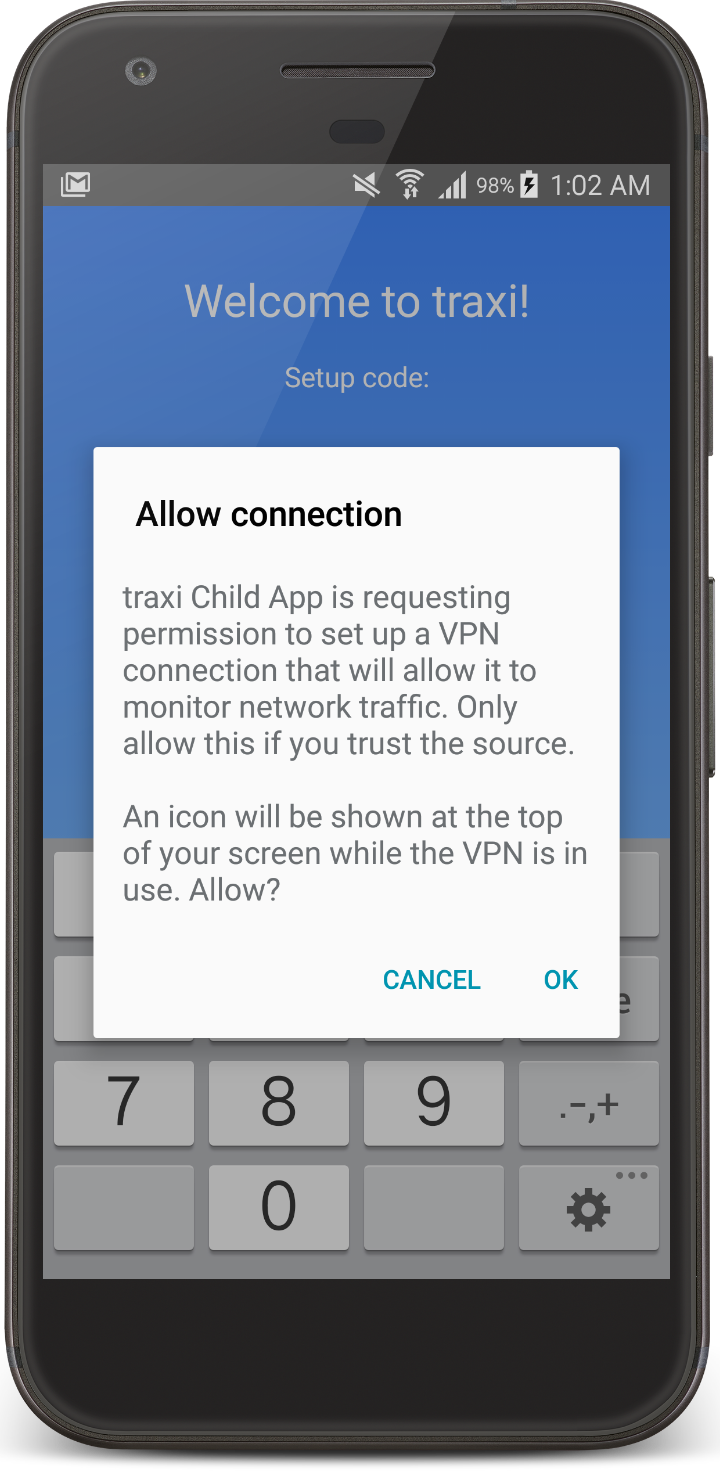 98% 1:02 AM
Welcome to traxi!
Setup code:
Allow connection
traxi Child App is requesting
permission to set up a VPN
connection that will allow it to
monitor network traffic. Only
allow this if you trust the source.
An icon will be shown at the top
of your screen while the VPN is in
use. Allow?
CANCEL OK
e
7 8 9 .-,+
0